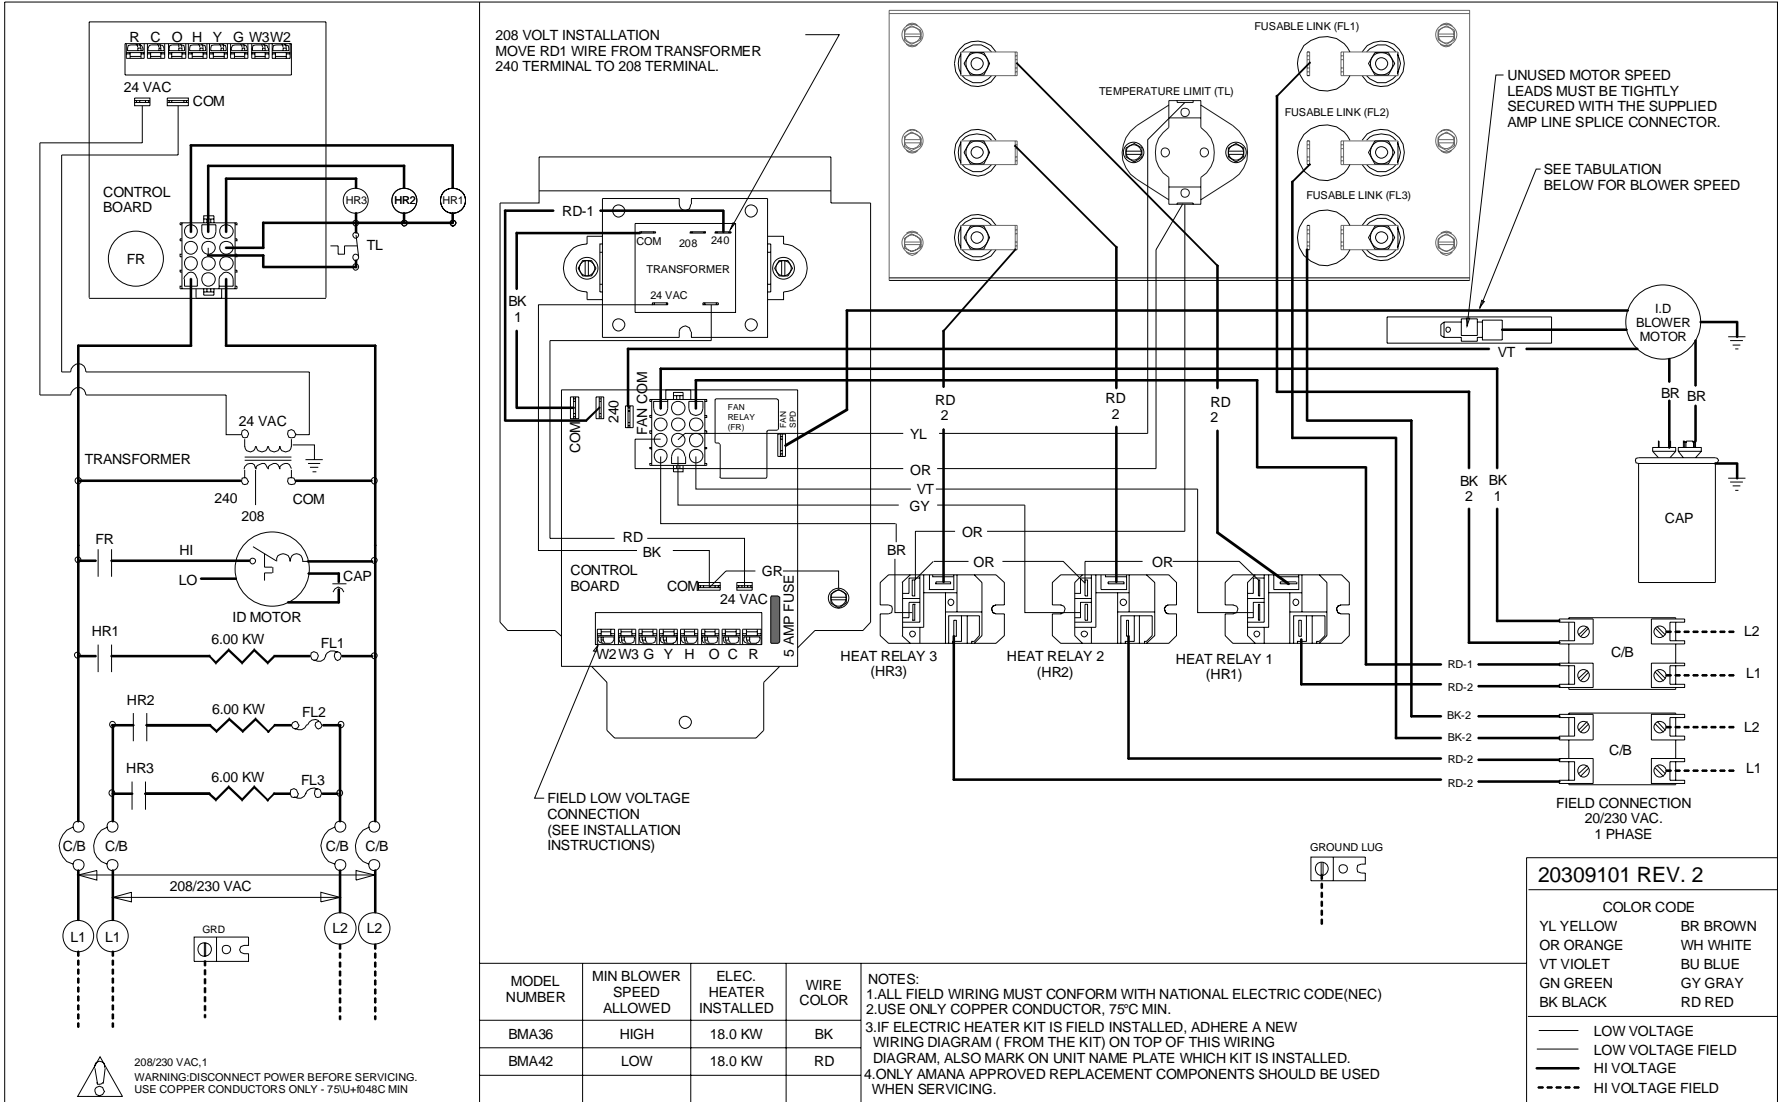 R C O H Y G W3 W2
24 VAC
COM
CONTROL
BOARD
FR
HR3
HR2
HR1
TL
24 VAC
TRANSFORMER
240
COM
208
FR
HI
LO
CAP
ID MOTOR
HR1
6.00 KW
FL1
HR2
6.00 KW
FL2
HR3
6.00 KW
FL3
C/B
C/B
C/B
C/B
208/230 VAC
L1
L1
L2
L2
GRD
208/230 VAC,1
WARNING:DISCONNECT POWER BEFORE SERVICING.
USE COPPER CONDUCTORS ONLY - 75\U+f048C MIN
208 VOLT INSTALLATION
MOVE RD1 WIRE FROM TRANSFORMER
240 TERMINAL TO 208 TERMINAL.
RD-1
COM
208
240
TRANSFORMER
24 VAC
BK
1
FUSABLE LINK (FL1)
TEMPERATURE LIMIT (TL)
FUSABLE LINK (FL2)
FUSABLE LINK (FL3)
UNUSED MOTOR SPEED
LEADS MUST BE TIGHTLY
SECURED WITH THE SUPPLIED
AMP LINE SPLICE CONNECTOR.
SEE TABULATION
BELOW FOR BLOWER SPEED
I.D
BLOWER
MOTOR
VT
BR
BR
CAP
COM
240
FAN COM
FAN
RELAY
(FR)
FAN
SPD
RD
2
RD
2
RD
2
YL
OR
VT
GY
BR
OR
OR
OR
BK
2
BK
1
RD
BK
CONTROL
BOARD
COM
GR
24 VAC
5 AMP FUSE
W2 W3 G Y H O C R
HEAT RELAY 3
(HR3)
HEAT RELAY 2
(HR2)
HEAT RELAY 1
(HR1)
RD-1
RD-2
BK-2
BK-2
RD-2
RD-2
C/B
L2
L1
C/B
L2
L1
FIELD CONNECTION
20/230 VAC.
1 PHASE
FIELD LOW VOLTAGE
CONNECTION
(SEE INSTALLATION
INSTRUCTIONS)
GROUND LUG
MODEL NUMBER MIN BLOWER SPEED ALLOWED ELEC. HEATER INSTALLED WIRE COLOR
BMA36 HIGH 18.0 KW BK
BMA42 LOW 18.0 KW RD
NOTES:
1.ALL FIELD WIRING MUST CONFORM WITH NATIONAL ELECTRIC CODE(NEC)
2.USE ONLY COPPER CONDUCTOR, 75°C MIN.
3.IF ELECTRIC HEATER KIT IS FIELD INSTALLED, ADHERE A NEW
WIRING DIAGRAM ( FROM THE KIT) ON TOP OF THIS WIRING
DIAGRAM, ALSO MARK ON UNIT NAME PLATE WHICH KIT IS INSTALLED.
4.ONLY AMANA APPROVED REPLACEMENT COMPONENTS SHOULD BE USED
WHEN SERVICING.
20309101 REV. 2
COLOR CODE
YL YELLOW BR BROWN
OR ORANGE WH WHITE
VT VIOLET BU BLUE
GN GREEN GY GRAY
BK BLACK RD RED
LOW VOLTAGE
LOW VOLTAGE FIELD
HI VOLTAGE
HI VOLTAGE FIELD